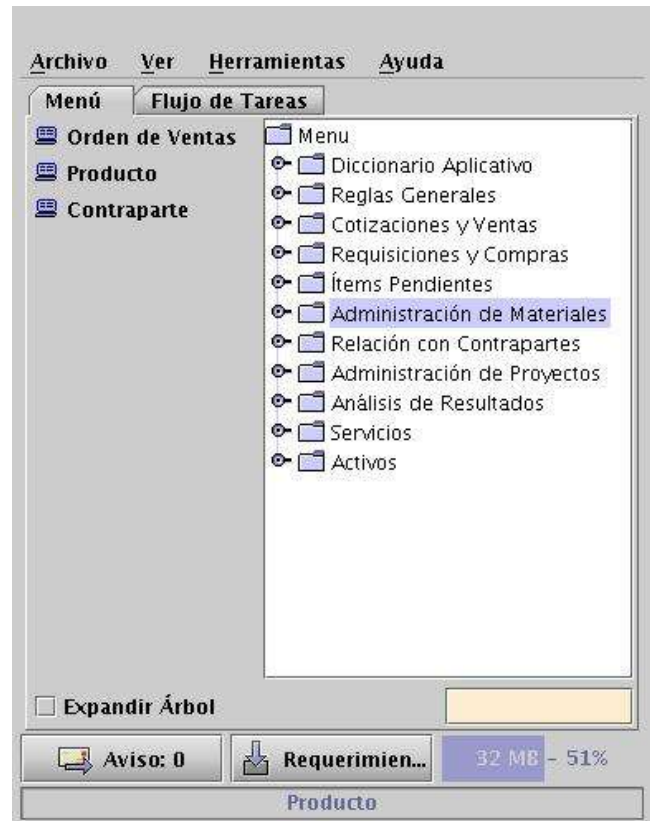 Archivo Ver Herramientas Ayuda
Menú Flujo de Tareas
Orden de Ventas
Producto
Contraparte
Menu
Diccionario Aplicativo
Reglas Generales
Cotizaciones y Ventas
Requisiciones y Compras
Ítems Pendientes
Administración de Materiales
Relación con Contrapartes
Administración de Proyectos
Análisis de Resultados
Servicios
Activos
Expandir Árbol
Aviso: 0 Requerimien... 32 MB - 51%
Producto